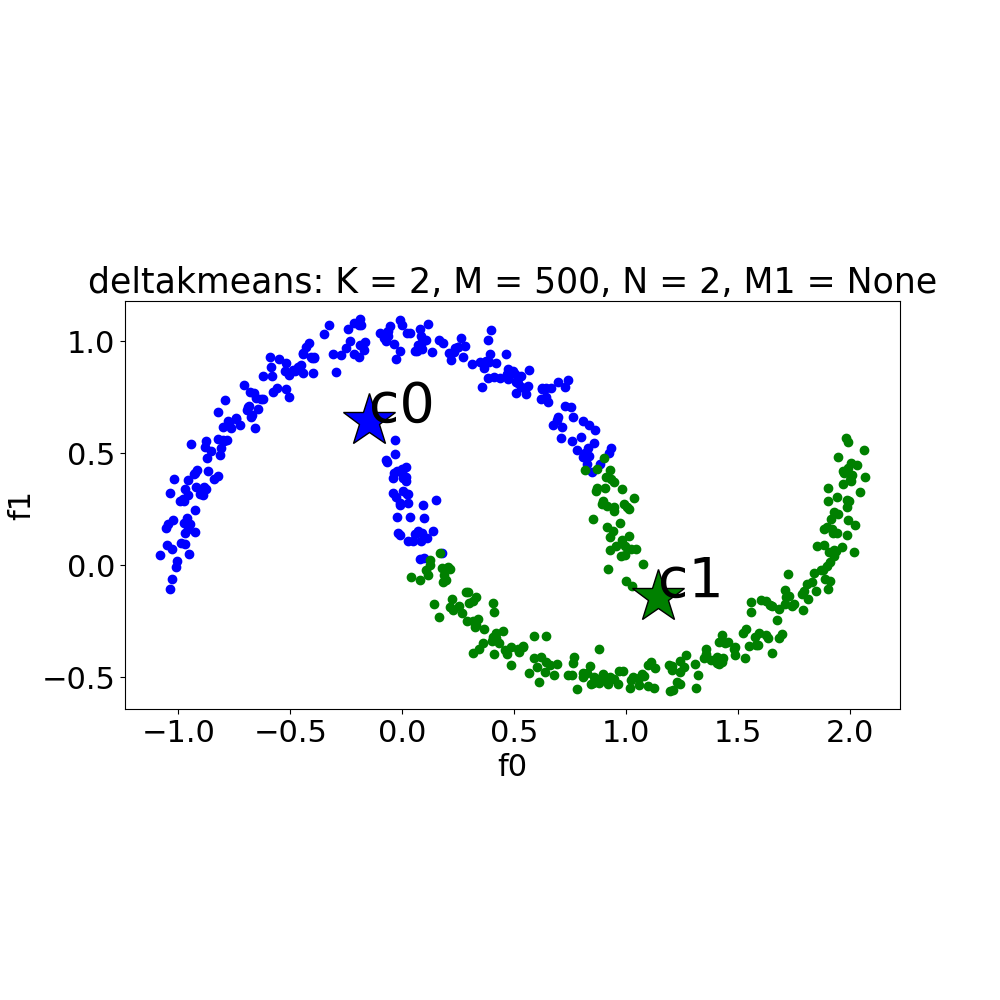 deltakmeans: K = 2, M = 500, N = 2, M1 = None
1.0
c0
0.5
f1
0.0
c1
−0.5
−1.0 −0.5 0.0 0.5 1.0 1.5 2.0
f0